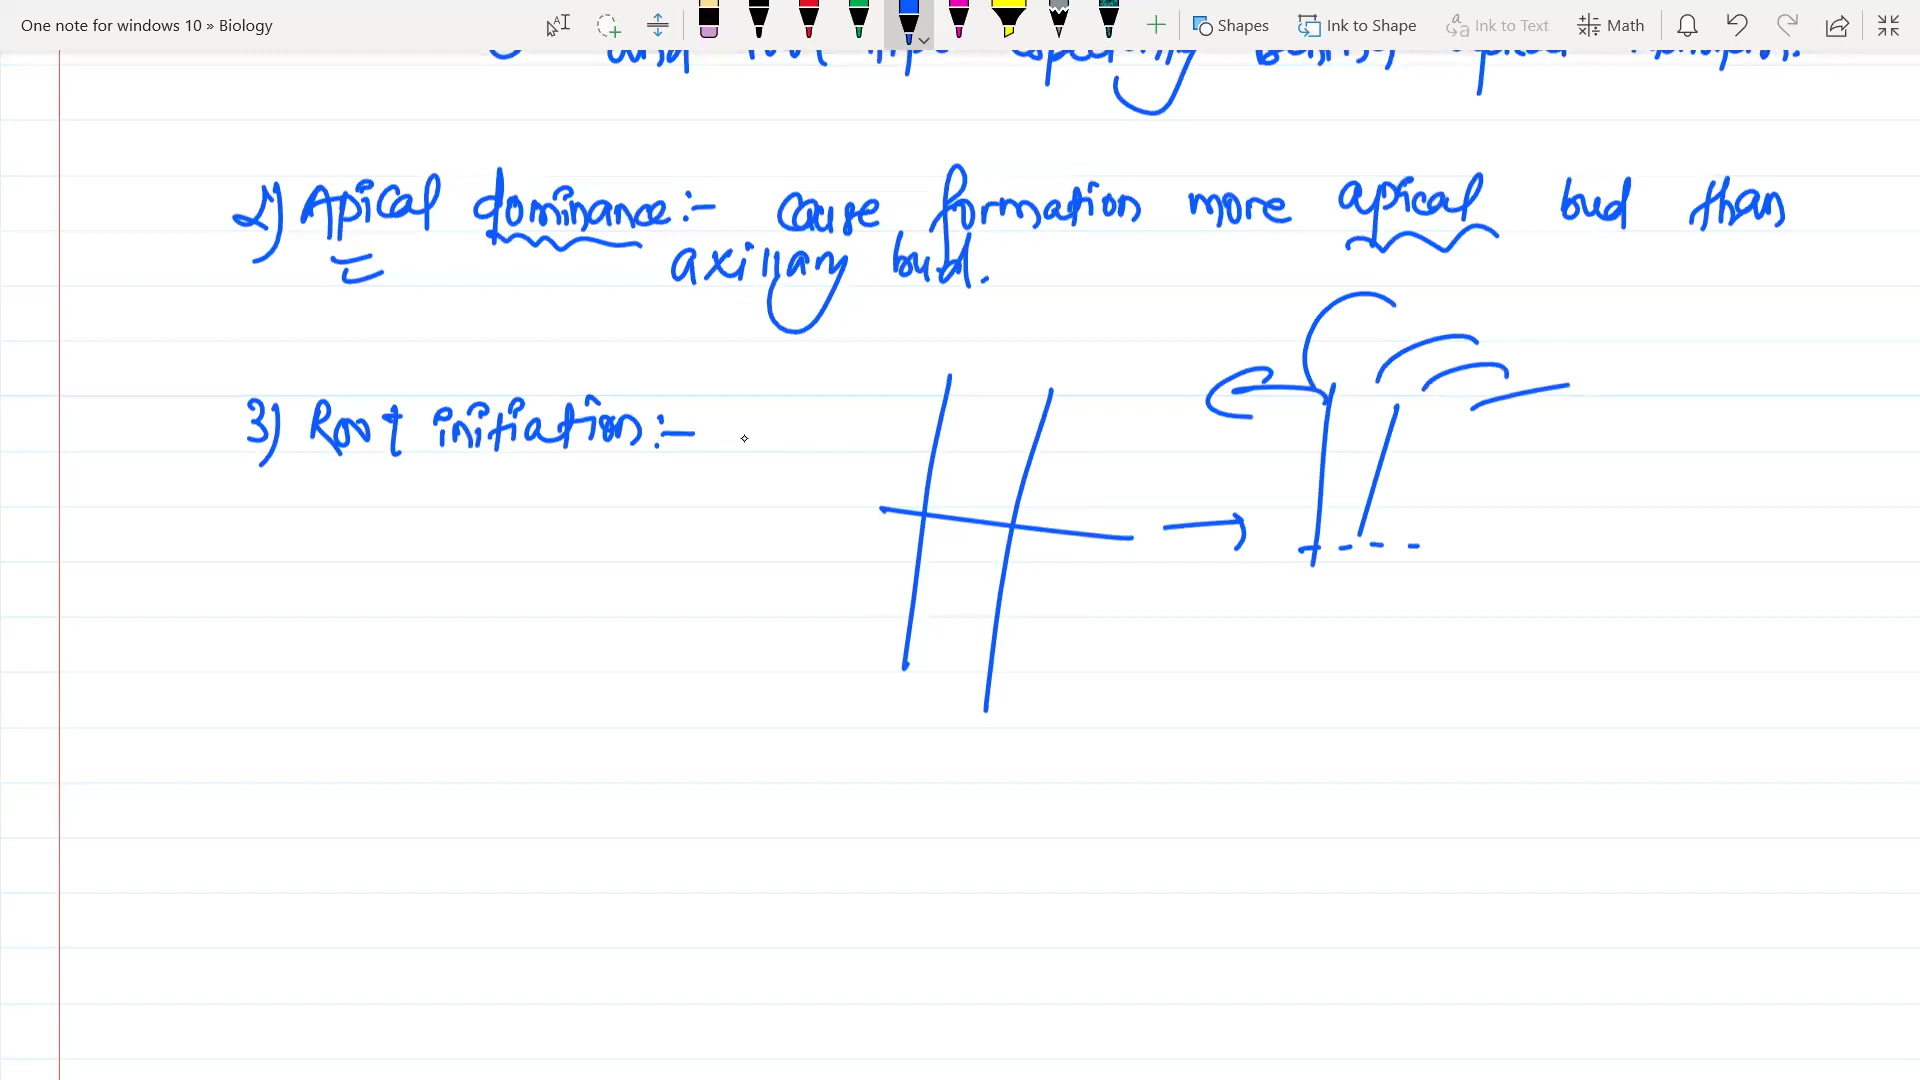 One note for windows 10 » Biology
Shapes Ink to Shape Ink to Text Math
2) Apical dominance:- cause formation more apical bud than
axillary bud.
3) Root initiation:-